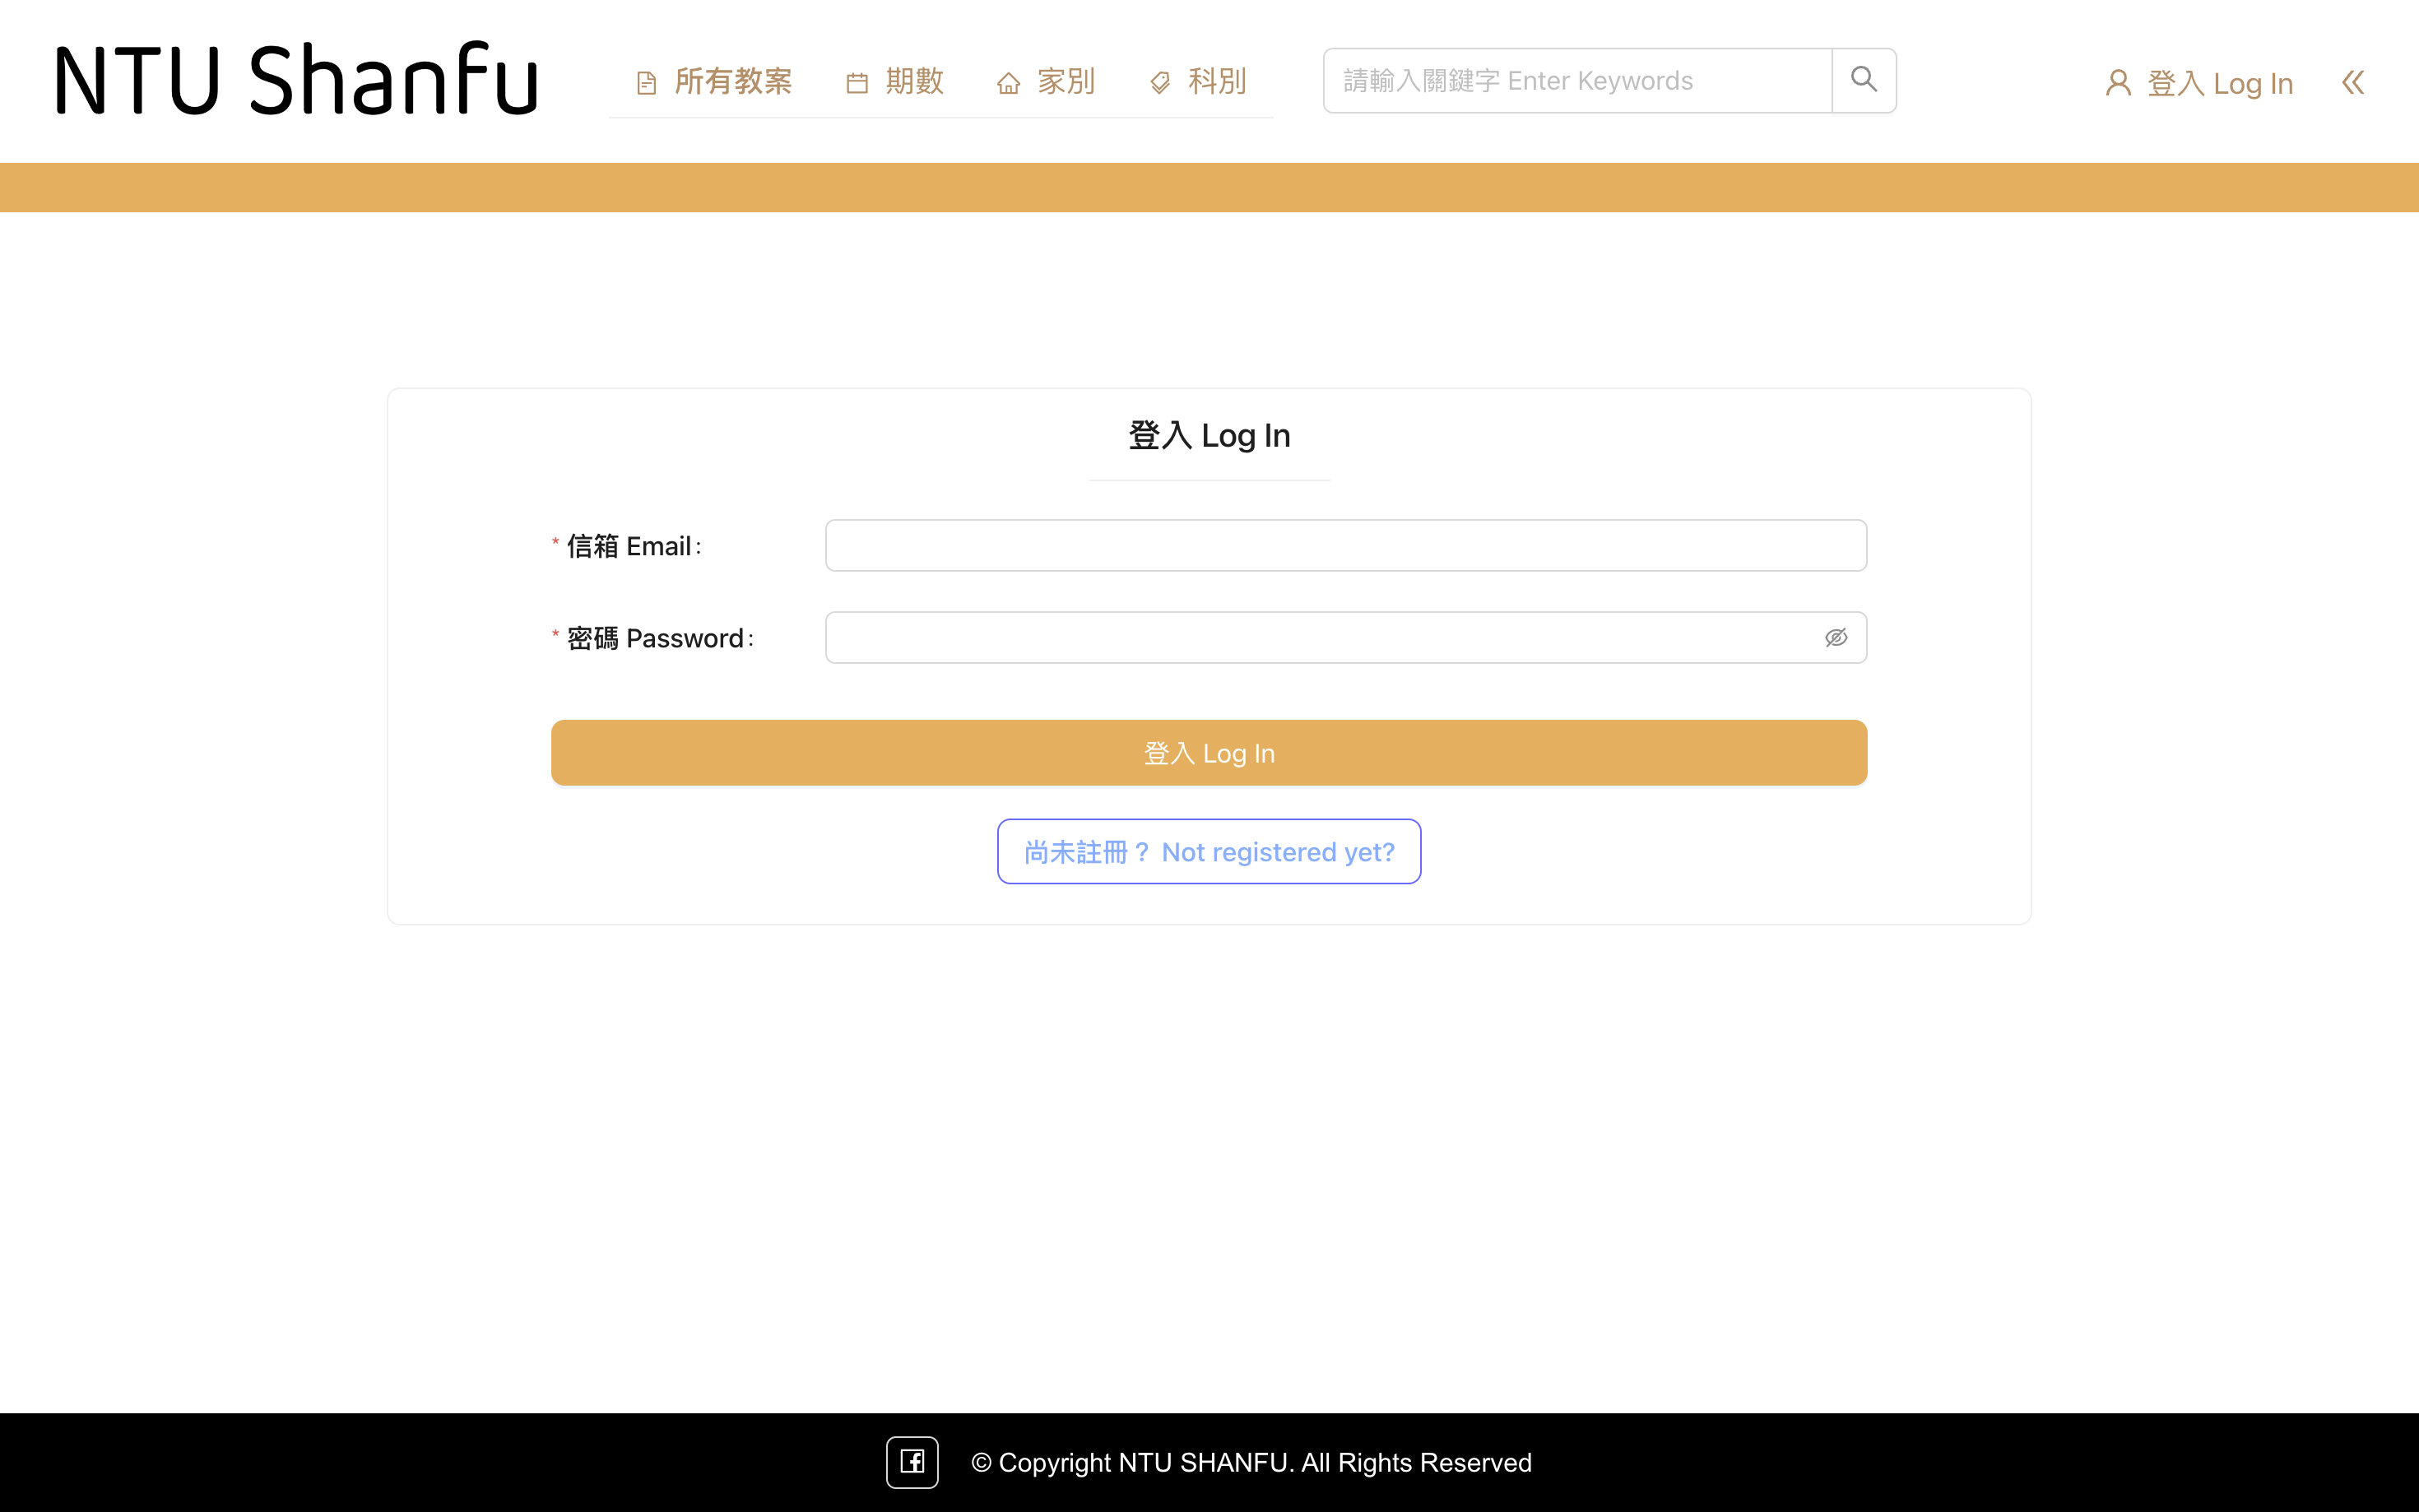 NTU Shanfu
所有教案 期數 家別 科別
請輸入關鍵字 Enter Keywords
登入 Log In
登入 Log In
* 信箱 Email :
* 密碼 Password :
登入 Log In
尚未註冊？ Not registered yet?
© Copyright NTU SHANFU. All Rights Reserved